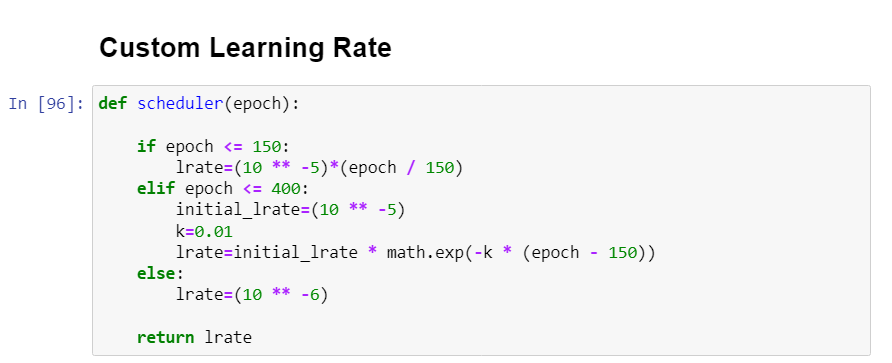 Custom Learning Rate
In [96]: def scheduler(epoch):
if epoch <= 150:
lrate=(10 ** -5)*(epoch / 150)
elif epoch <= 400:
initial_lrate=(10 ** -5)
k=0.01
lrate=initial_lrate * math.exp(-k * (epoch - 150))
else:
lrate=(10 ** -6)
return lrate